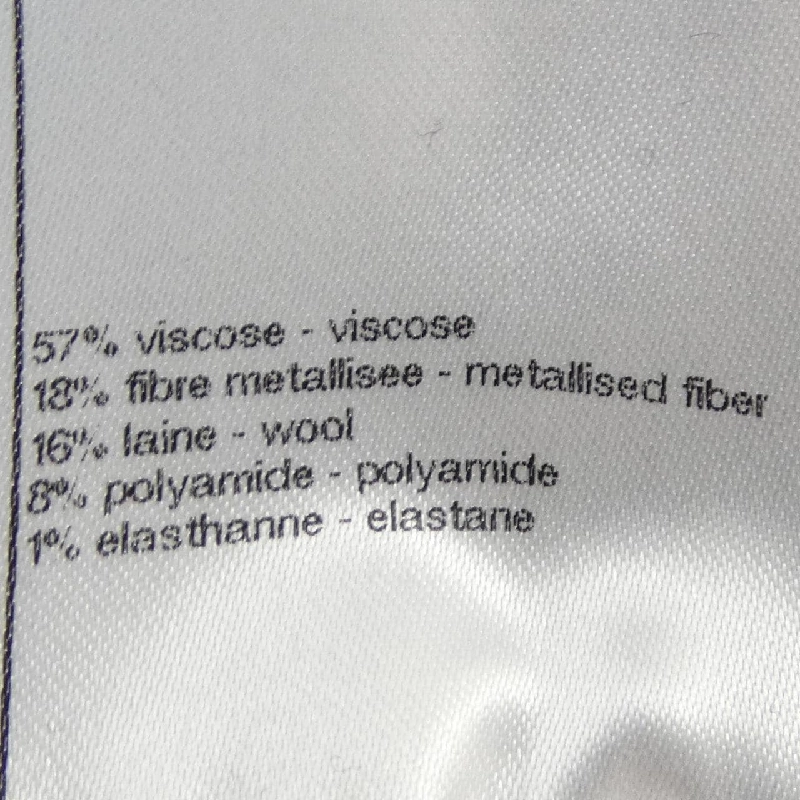 57% viscose - viscose
18% fibre metallisee - metallised fiber
16% laine - wool
8% polyamide - polyamide
1% elasthanne - elastane